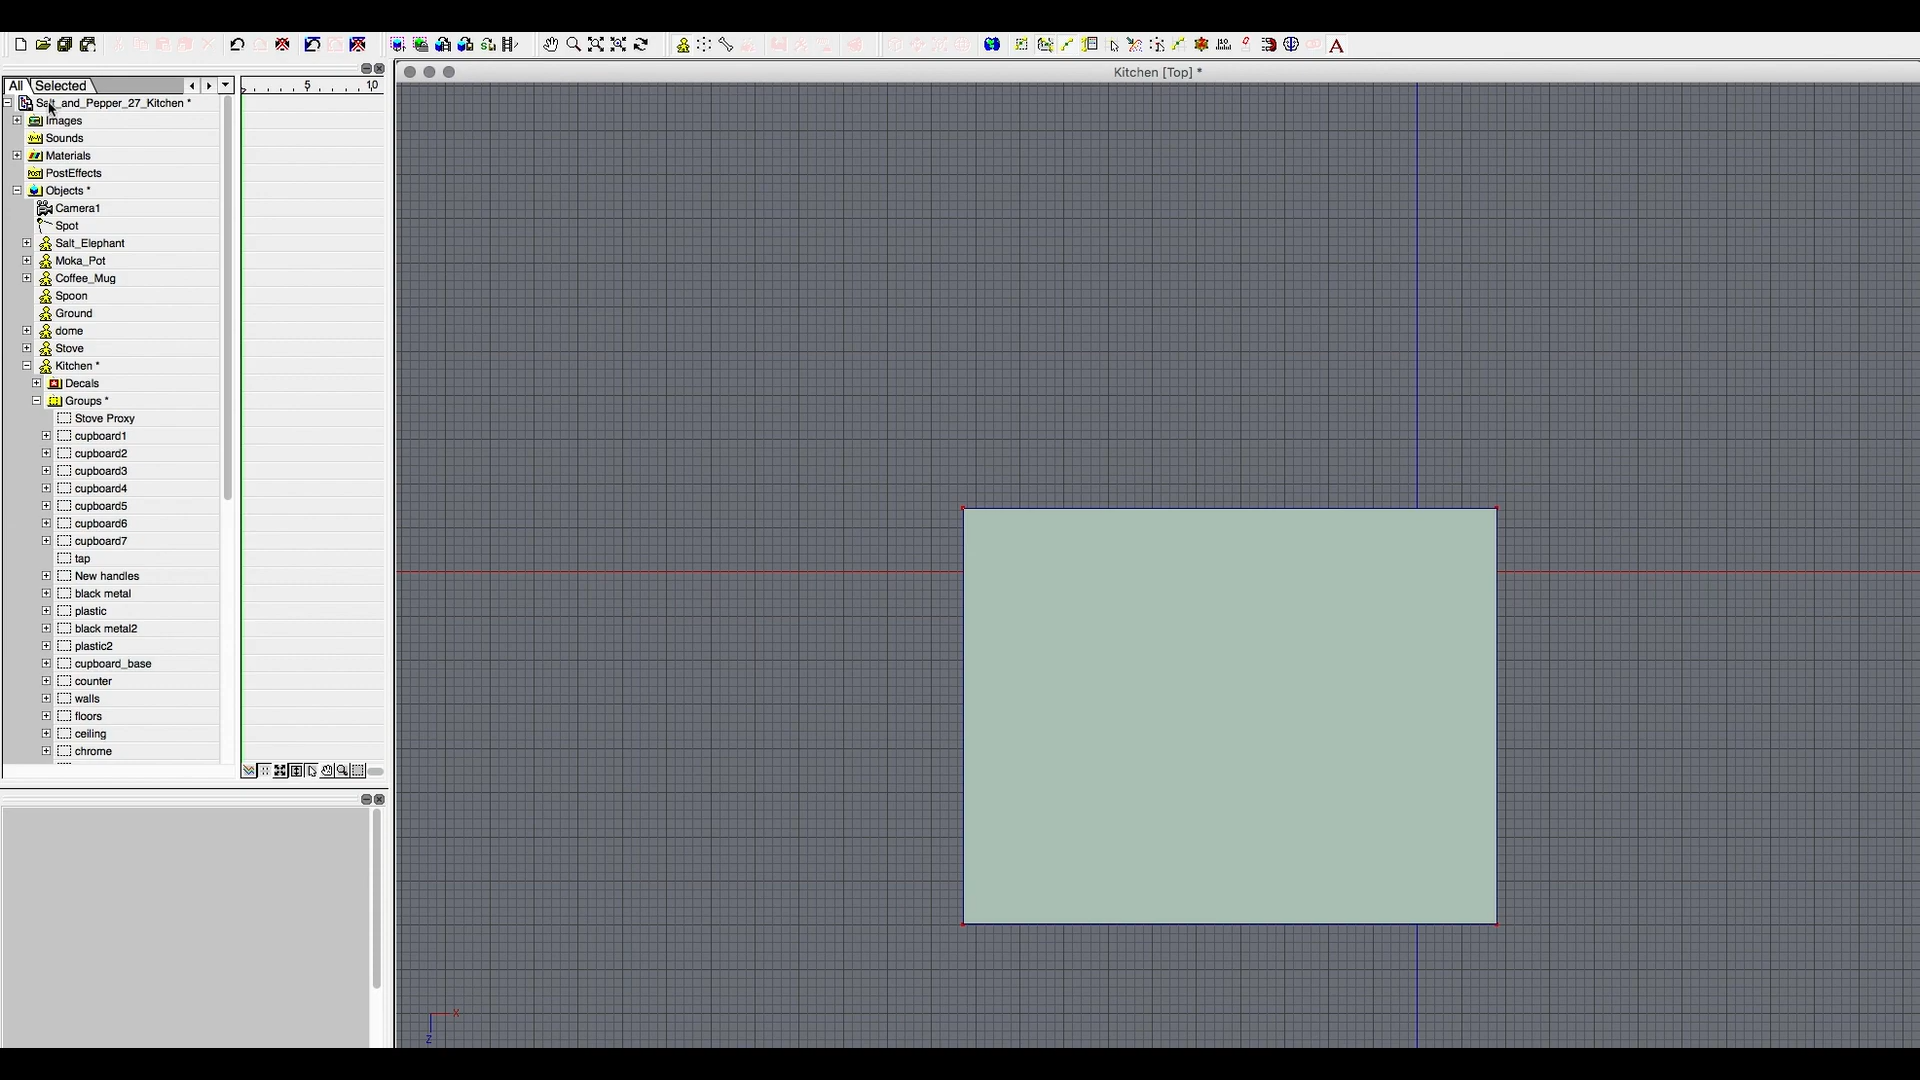 Kitchen [Top] *
All
Selected
5
10
Salt_and_Pepper_27_Kitchen *
Images
Sounds
Materials
PostEffects
Objects *
Camera1
Spot
Salt_Elephant
Moka_Pot
Coffee_Mug
Spoon
Ground
dome
Stove
Kitchen *
Decals
Groups *
Stove Proxy
cupboard1
cupboard2
cupboard3
cupboard4
cupboard5
cupboard6
cupboard7
tap
New handles
black metal
plastic
black metal2
plastic2
cupboard_base
counter
walls
floors
ceiling
chrome
X
Z